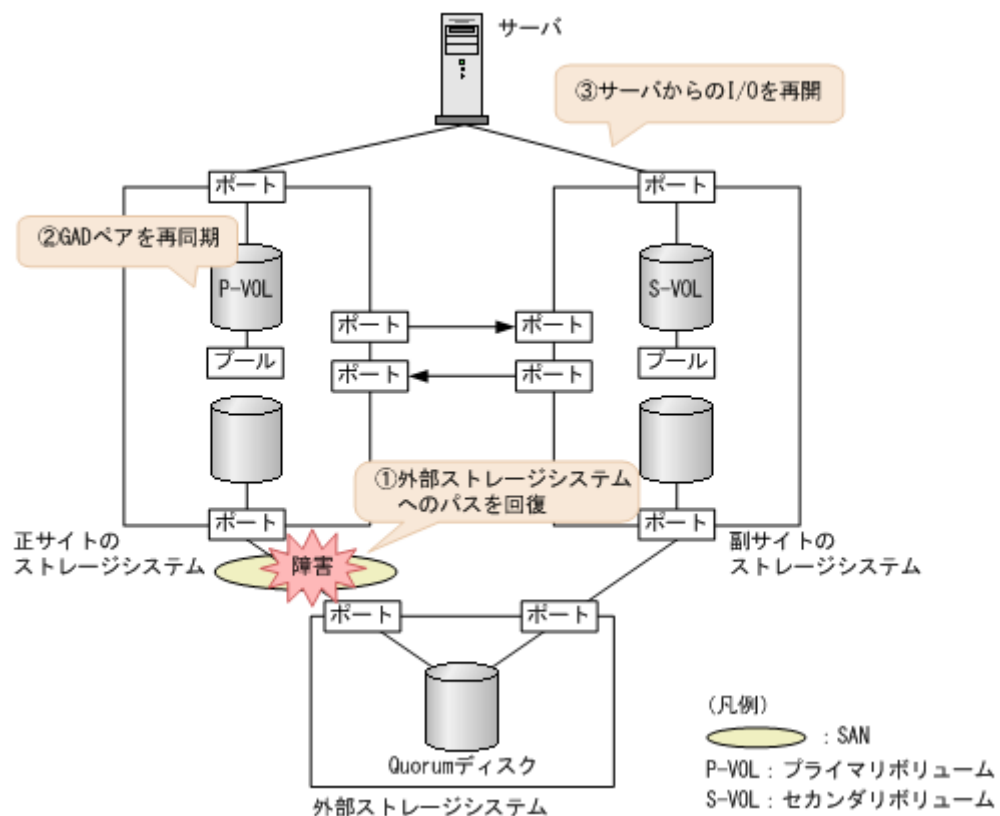 サーバ
③サーバからのI/Oを再開
ポート
ポート
②GADペアを再同期
P-VOL
S-VOL
ポート
ポート
プール
プール
ポート
ポート
①外部ストレージシステム
へのパスを回復
ポート
ポート
正サイトの
ストレージシステム
副サイトの
ストレージシステム
障害
ポート
ポート
Quorumディスク
外部ストレージシステム
(凡例)
：SAN
P-VOL：プライマリボリューム
S-VOL：セカンダリボリューム